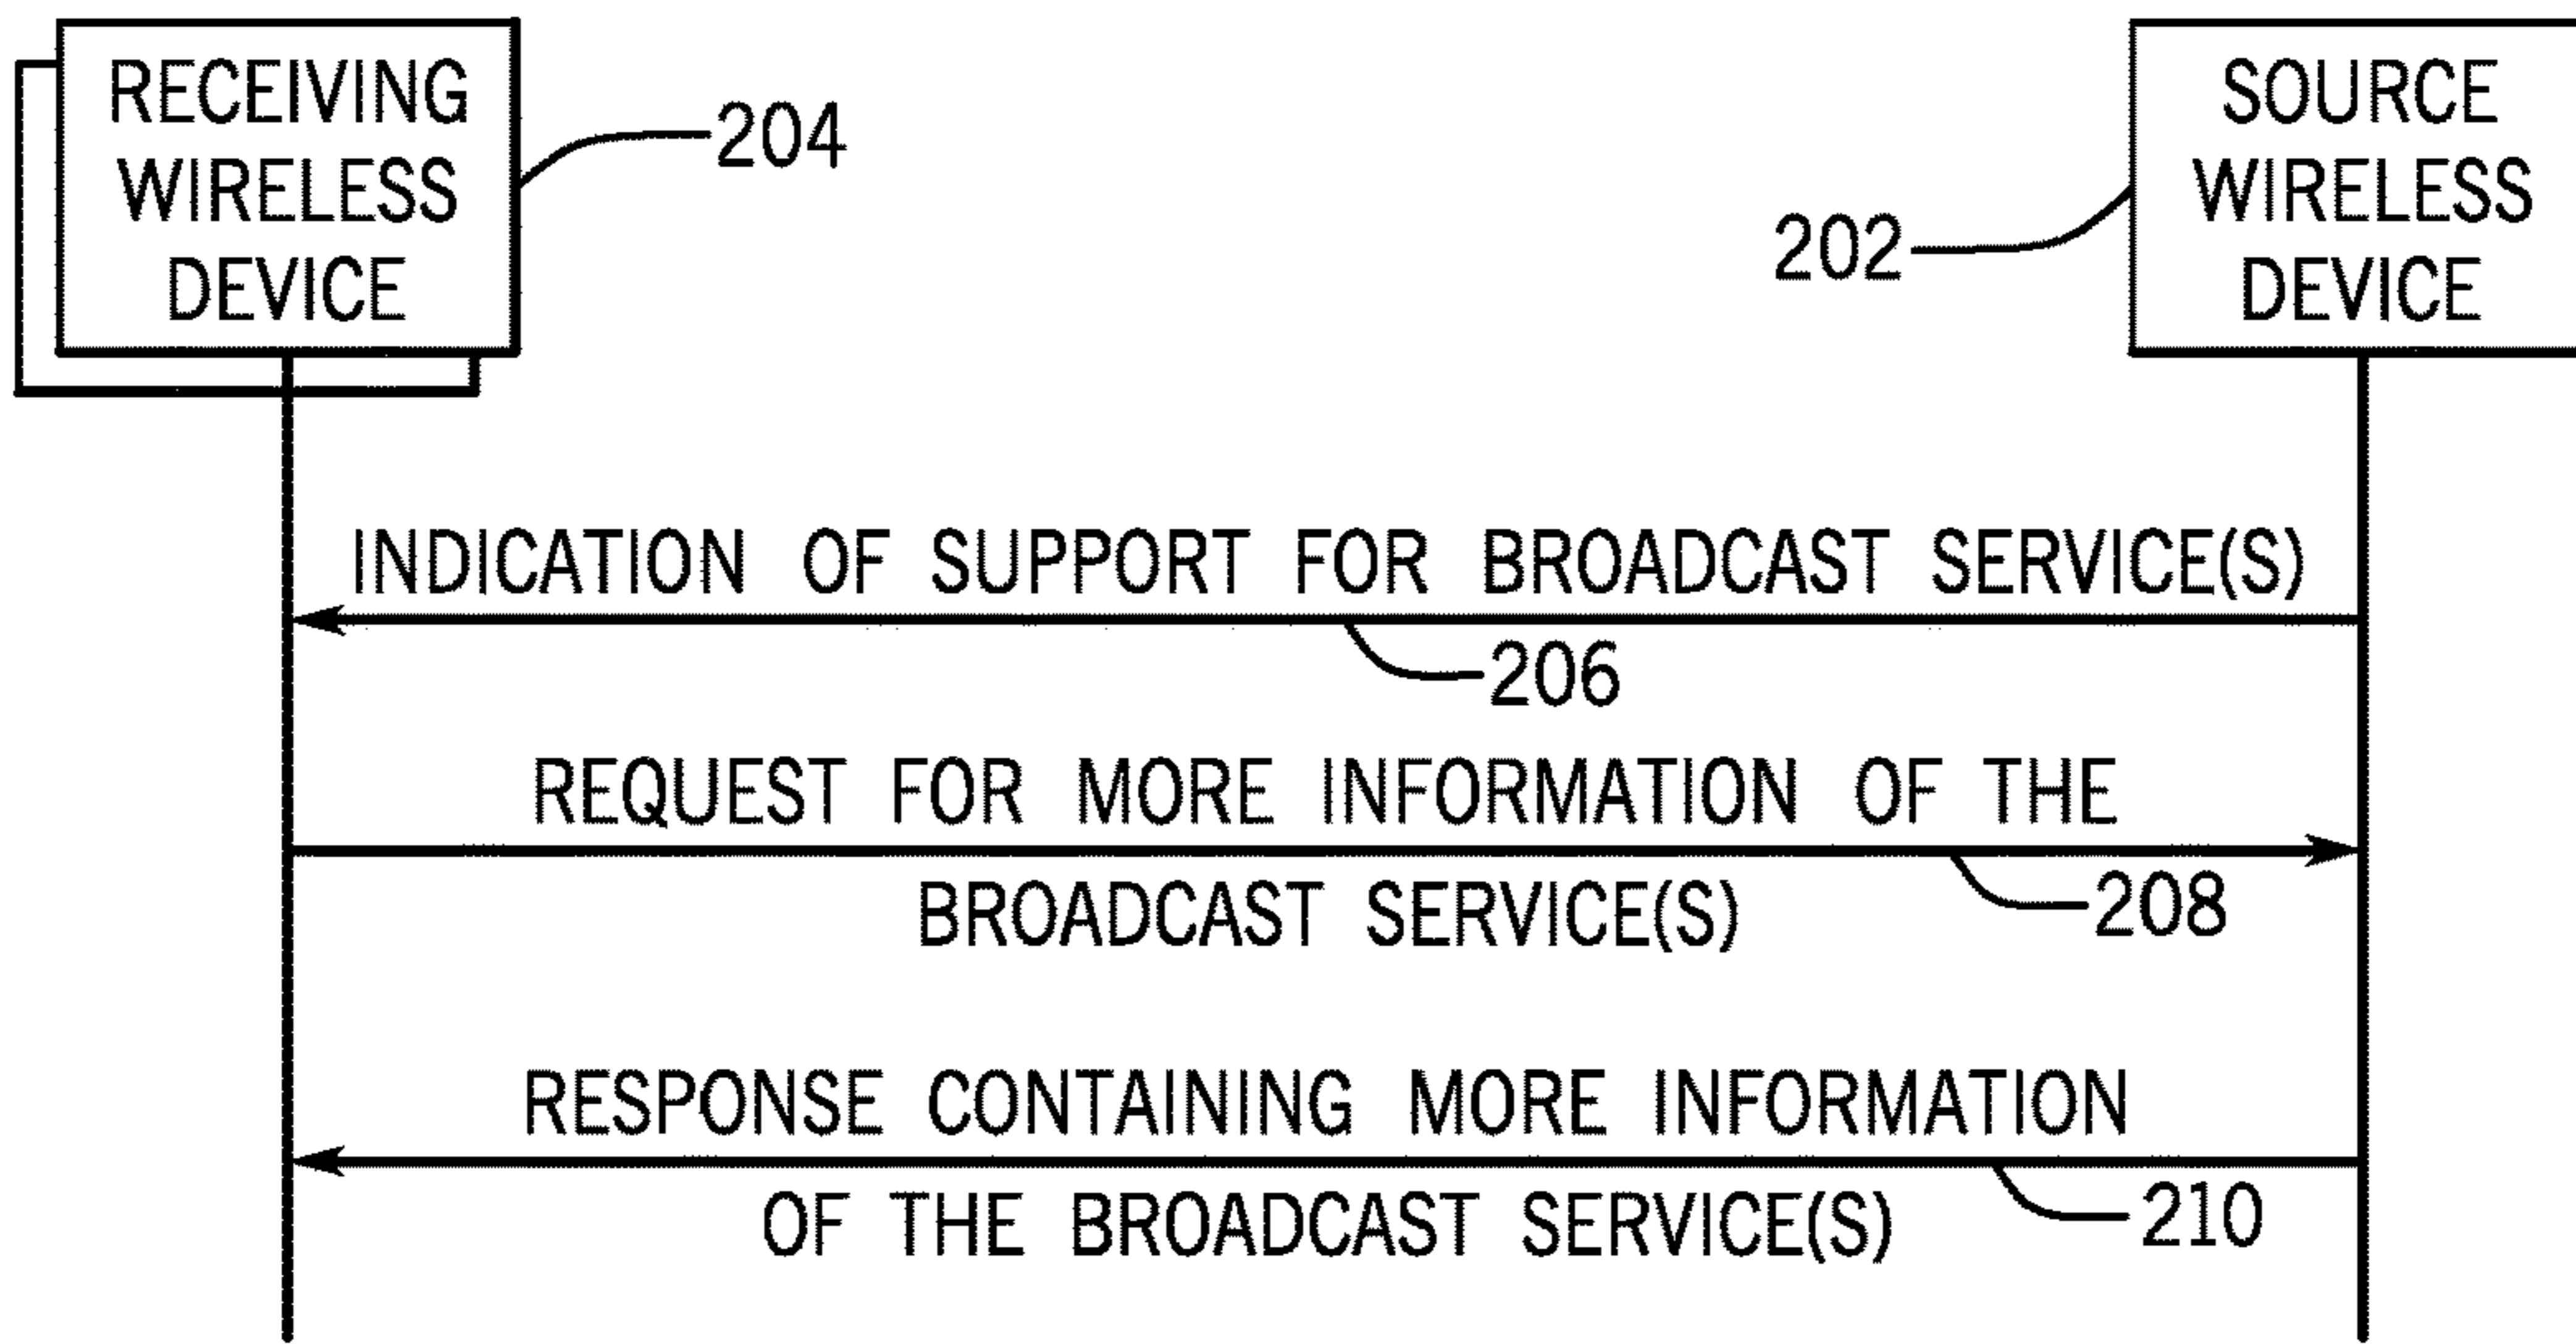 RECEIVING
WIRELESS
DEVICE
204
SOURCE
WIRELESS
DEVICE
202
INDICATION OF SUPPORT FOR BROADCAST SERVICE(S)
206
REQUEST FOR MORE INFORMATION OF THE
BROADCAST SERVICE(S)
208
RESPONSE CONTAINING MORE INFORMATION
OF THE BROADCAST SERVICE(S)
210